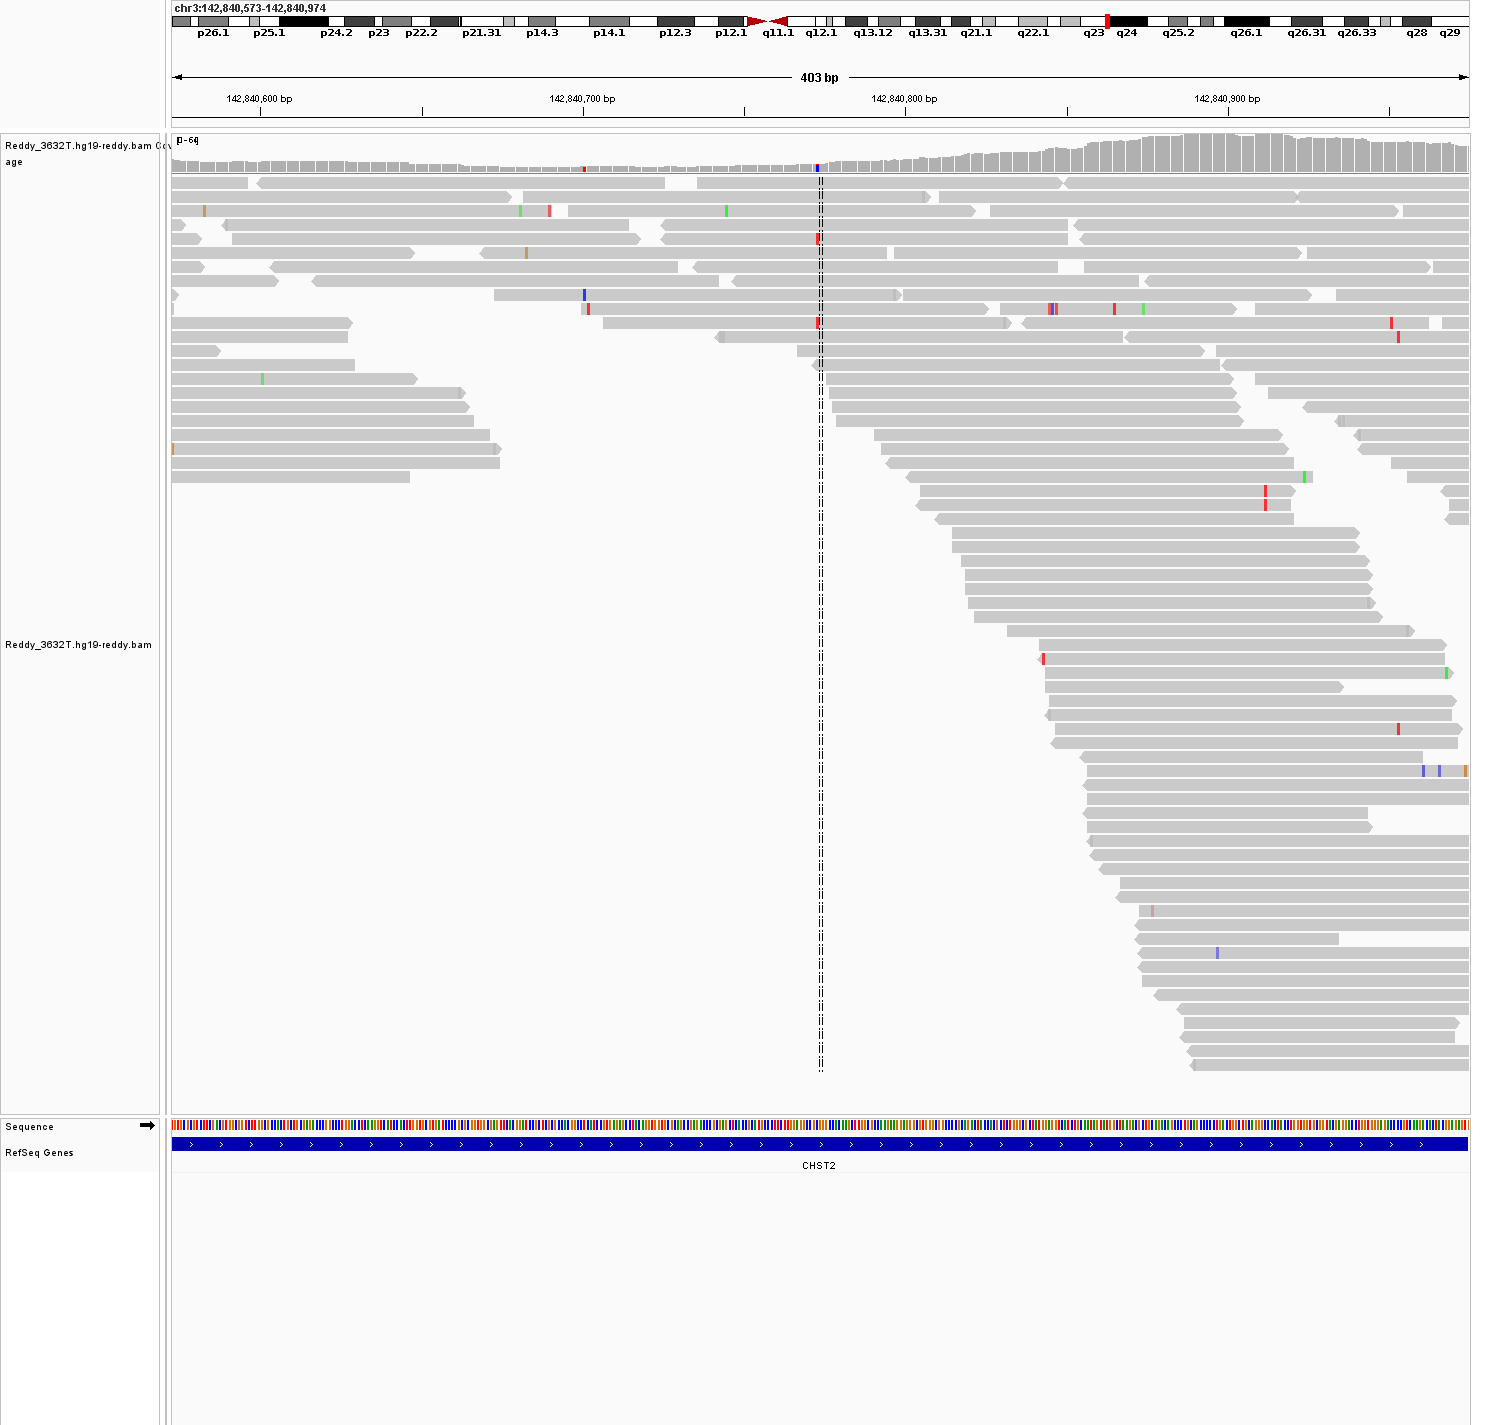 chr3:142,840,573-142,840,974
p26.1 p25.1 p24.2 p23 p22.2 p21.31 p14.3 p14.1 p12.3 p12.1 q11.1 q12.1 q13.12 q13.31 q21.1 q22.1 q23 q24 q25.2 q26.1 q26.31 q26.33 q28 q29
403 bp
142,840,600 bp 142,840,700 bp 142,840,800 bp 142,840,900 bp
[0-64]
Reddy_3632T.hg19-reddy.bam Cov
age
Reddy_3632T.hg19-reddy.bam
Sequence
RefSeq Genes
CHST2